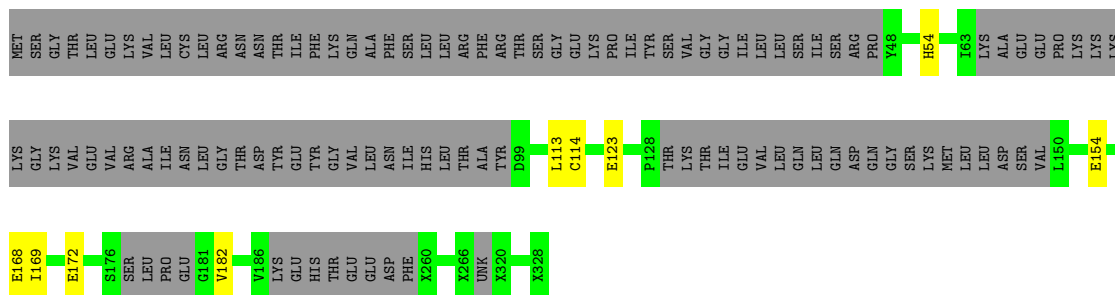 MET SER GLY THR LEU GLU LYS VAL LEU CYS LEU ARG ASN ASN THR ILE PHE LYS GLN ALA PHE SER LEU LEU ARG PHE ARG THR SER GLY GLU LYS PRO ILE TYR SER VAL GLY GLY ILE LEU LEU SER ILE SER ARG PRO Y48 H54 I63 LYS ALA GLU GLU PRO LYS LYS LYS
LYS GLY LYS VAL GLU VAL ARG ALA ILE ASN LEU GLY THR ASP TYR GLU TYR GLY VAL LEU ASN ILE HIS LEU THR ALA TYR D99 L113 C114 E123 P128 THR LYS THR ILE GLU VAL LEU GLN LEU GLN ASP GLN GLY SER LYS MET LEU LEU ASP SER VAL L150 E154
E168 I169 E172 S176 SER LEU PRO GLU G181 V182 V186 LYS GLU HIS THR GLU GLU ASP PHE X260 X266 UNK X320 X328